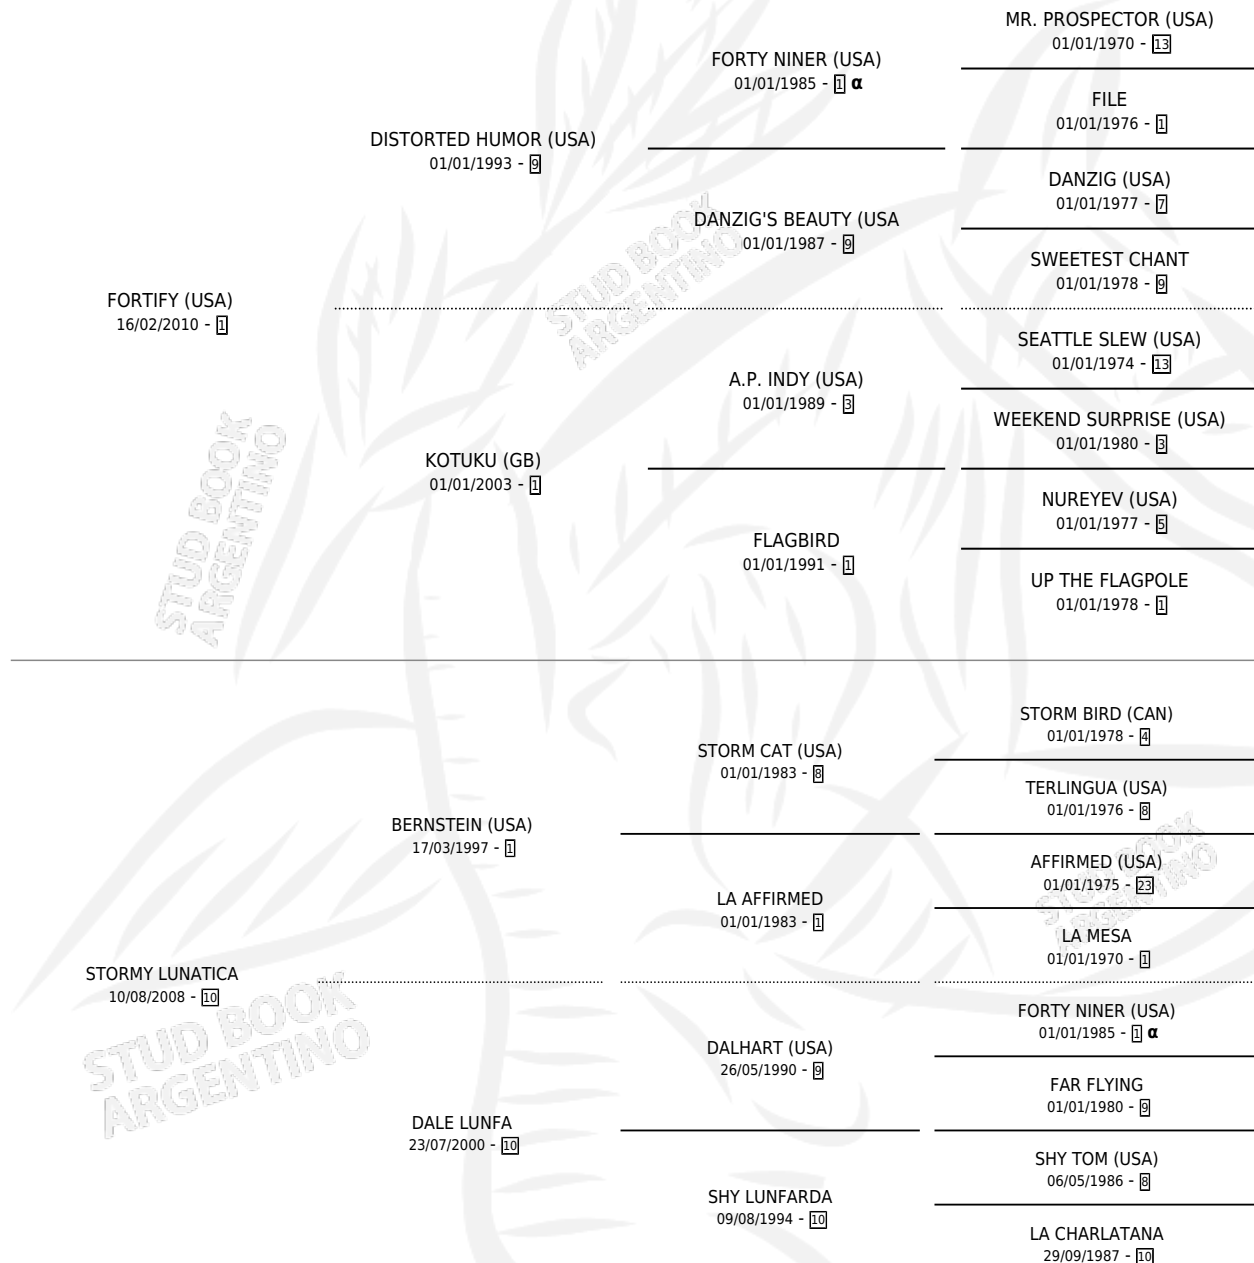 MR. PROSPECTOR (USA)
01/01/1970 - 13
FORTY NINER (USA)
01/01/1985 - 1 α
FILE
01/01/1976 - 1
DISTORTED HUMOR (USA)
01/01/1993 - 9
DANZIG (USA)
01/01/1977 - 7
DANZIG'S BEAUTY (USA
01/01/1987 - 9
SWEETEST CHANT
01/01/1978 - 9
FORTIFY (USA)
16/02/2010 - 1
SEATTLE SLEW (USA)
01/01/1974 - 13
A.P. INDY (USA)
01/01/1989 - 3
WEEKEND SURPRISE (USA)
01/01/1980 - 3
KOTUKU (GB)
01/01/2003 - 1
NUREYEV (USA)
01/01/1977 - 5
FLAGBIRD
01/01/1991 - 1
UP THE FLAGPOLE
01/01/1978 - 1
STORM BIRD (CAN)
01/01/1978 - 4
STORM CAT (USA)
01/01/1983 - 8
TERLINGUA (USA)
01/01/1976 - 8
BERNSTEIN (USA)
17/03/1997 - 1
AFFIRMED (USA)
01/01/1975 - 23
LA AFFIRMED
01/01/1983 - 1
LA MESA
01/01/1970 - 1
STORMY LUNATICA
10/08/2008 - 10
FORTY NINER (USA)
01/01/1985 - 1 α
DALHART (USA)
26/05/1990 - 9
FAR FLYING
01/01/1980 - 9
DALE LUNFA
23/07/2000 - 10
SHY TOM (USA)
06/05/1986 - 8
SHY LUNFARDA
09/08/1994 - 10
LA CHARLATANA
29/09/1987 - 10
STUD BOOK
ARGENTINO
STUD BOOK
ARGENTINO
STUD BOOK
ARGENTINO
STUD BOOK
ARGENTINO